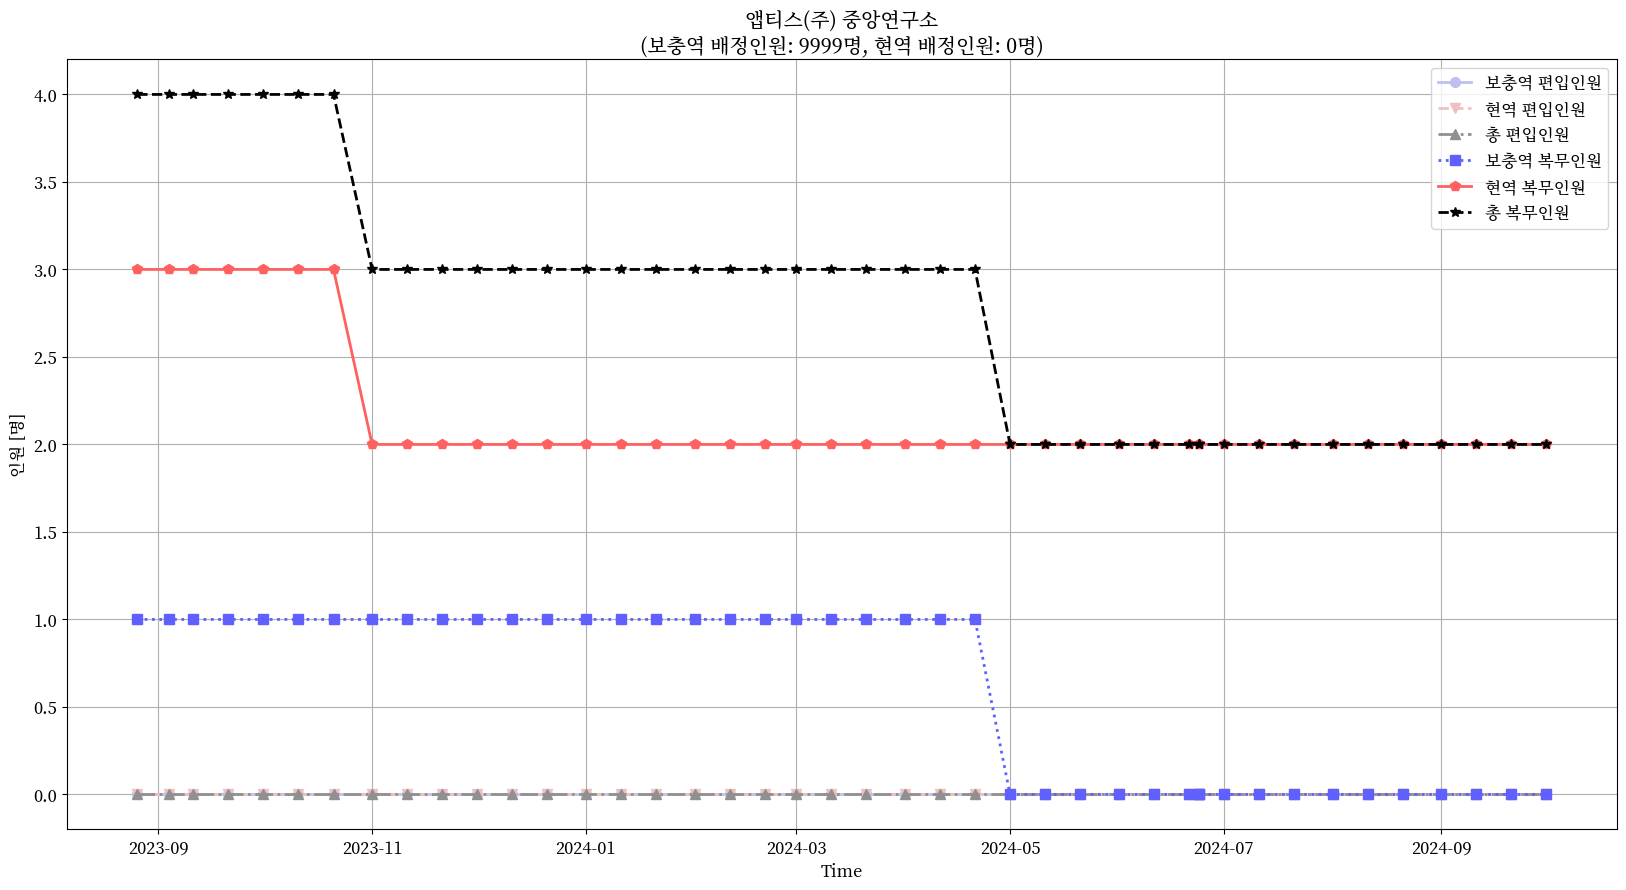 앱티스(주) 중앙연구소
(보충역 배정인원: 9999명, 현역 배정인원: 0명)
보충역 편입인원
현역 편입인원
총 편입인원
보충역 복무인원
현역 복무인원
총 복무인원
인원 [명]
4.0
3.5
3.0
2.5
2.0
1.5
1.0
0.5
0.0
2023-09
2023-11
2024-01
2024-03
2024-05
2024-07
2024-09
Time